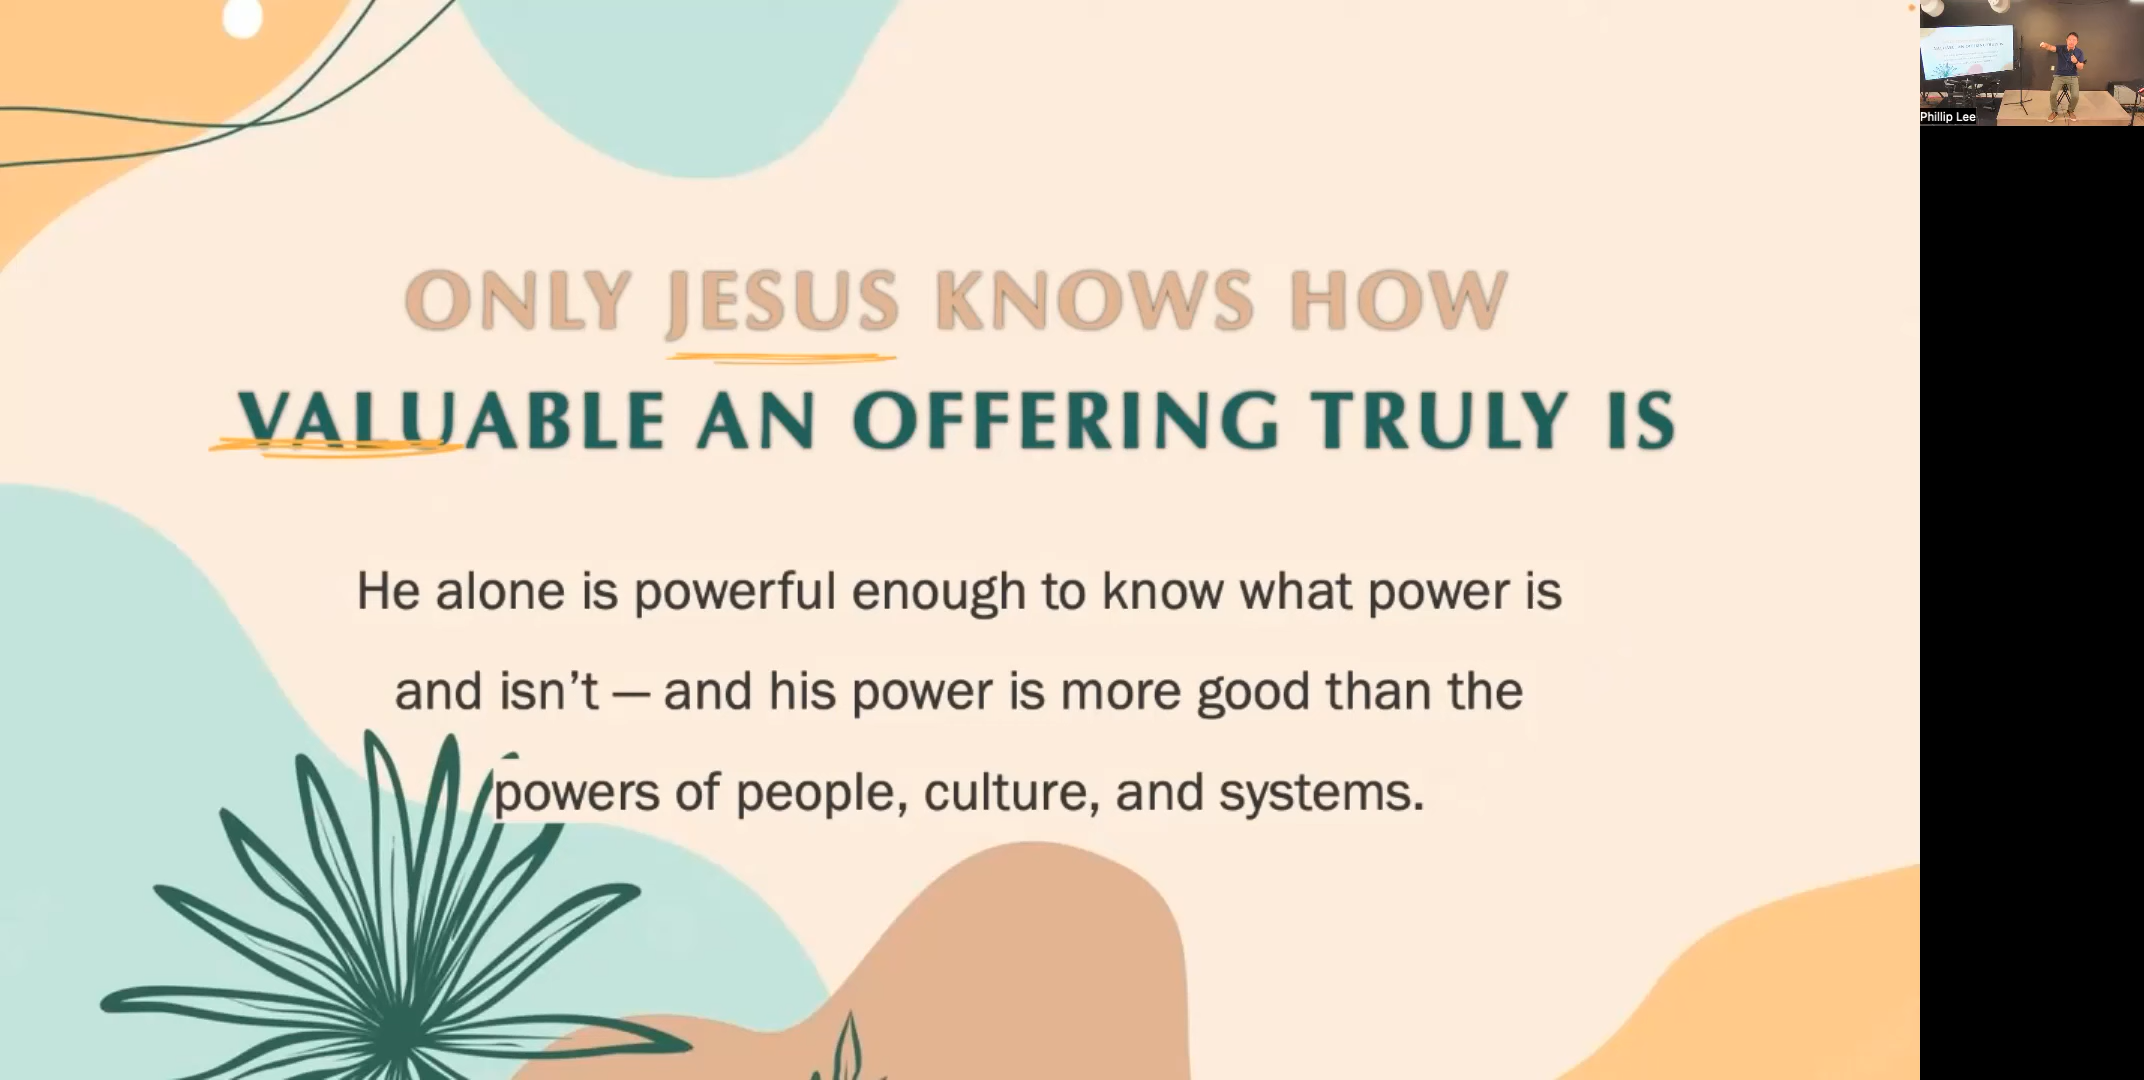 ONLY JESUS KNOWS HOW
VALUABLE AN OFFERING TRULY IS
He alone is powerful enough to know what power is
and isn’t — and his power is more good than the
powers of people, culture, and systems.
Phillip Lee